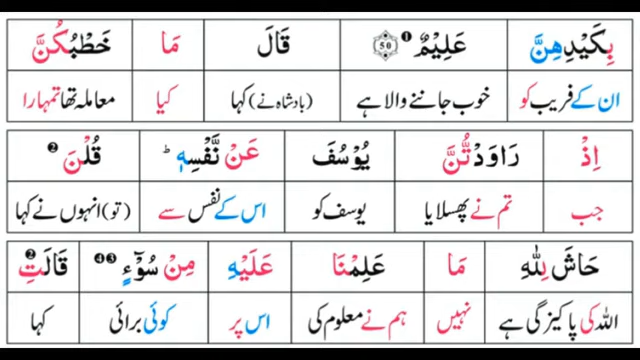 بِكَيْدِهِنَّ عَلِيْمٌ ۝50 قَالَ مَا خَطْبُكُنَّ
ان کے فریب کو خوب جاننے والا ہے (بادشاہ نے) کہا کیا معاملہ تھا تمہارا
اِذْ رَاوَدْتُّنَّ يُوْسُفَ عَنْ نَّفْسِهٖ ؕ قُلْنَ
جب تم نے پھسلایا یوسف کو اس کے نفس سے (تو) انہوں نے کہا
حَاشَ لِلّٰهِ مَا عَلِمْنَا عَلَيْهِ مِنْ سُوْٓءٍ قَالَتِ
اللہ کی پاکیزگی ہے نہیں ہم نے معلوم کی اس پر کوئی برائی کہا